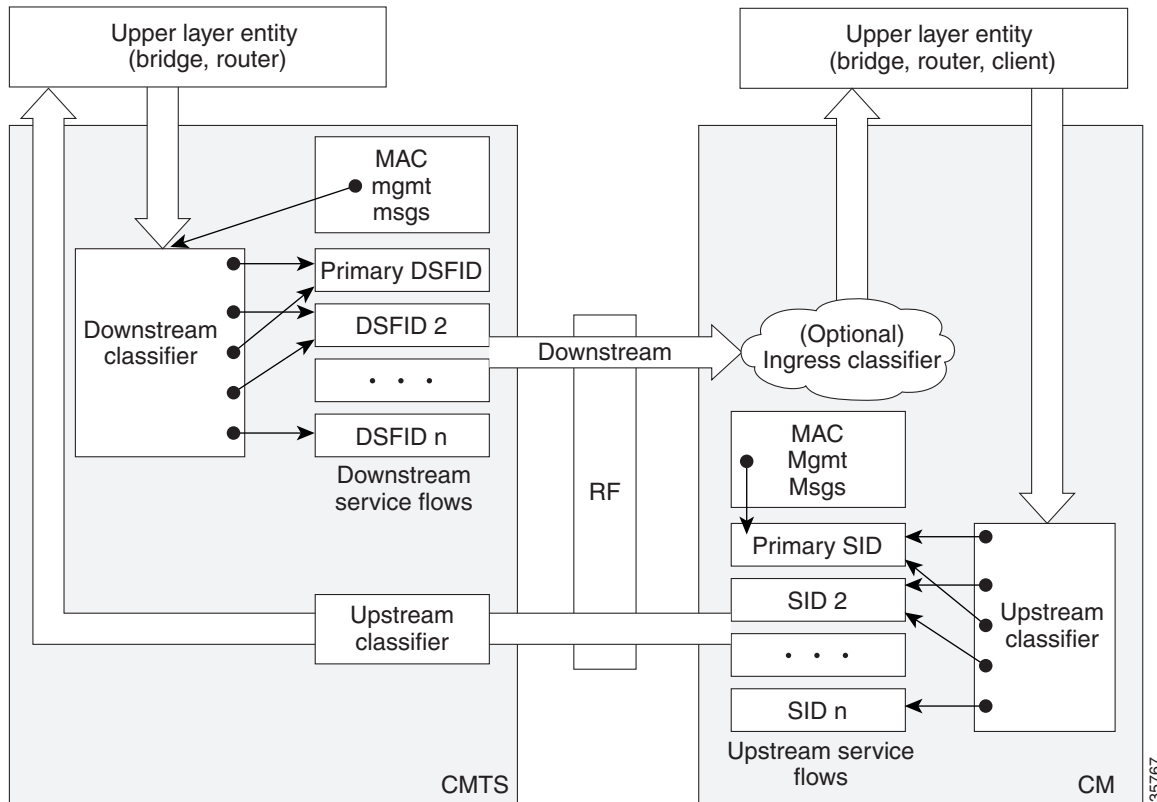 Upper layer entity
(bridge, router)
Upper layer entity
(bridge, router, client)
MAC
mgmt
msgs
Downstream
classifier
Primary DSFID
DSFID 2
. . .
DSFID n
Downstream
service flows
Downstream
RF
(Optional)
Ingress classifier
MAC
Mgmt
Msgs
Primary SID
SID 2
. . .
SID n
Upstream service
flows
Upstream
classifier
Upstream
classifier
CMTS
CM
35767